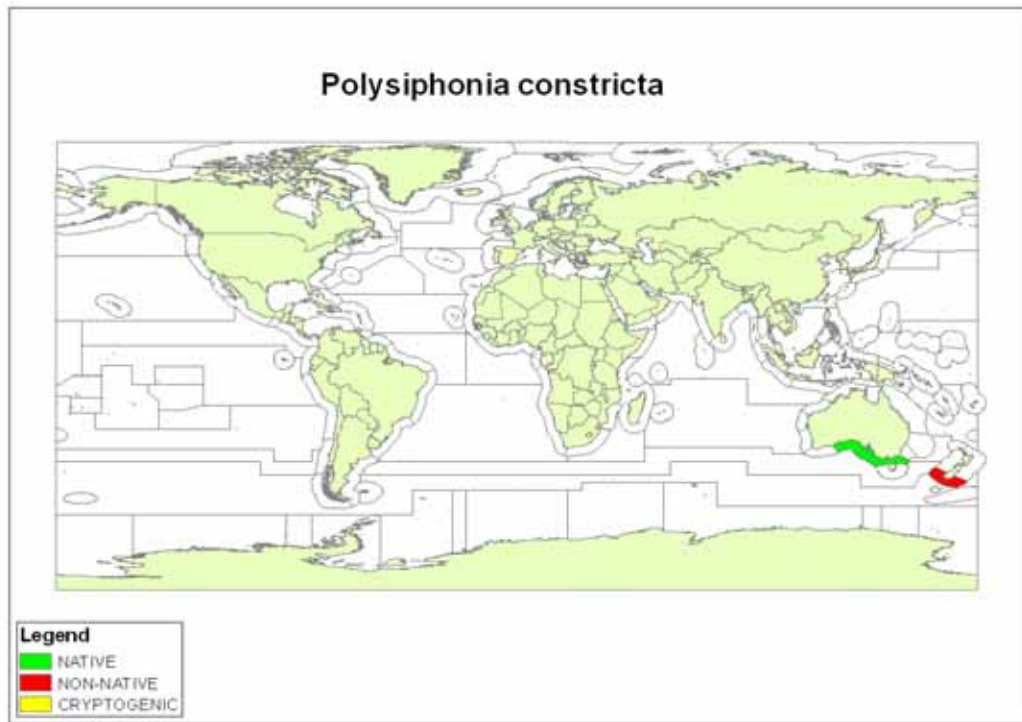 Polysiphonia constricta
Legend
NATIVE
NON-NATIVE
CRYPTOGENIC